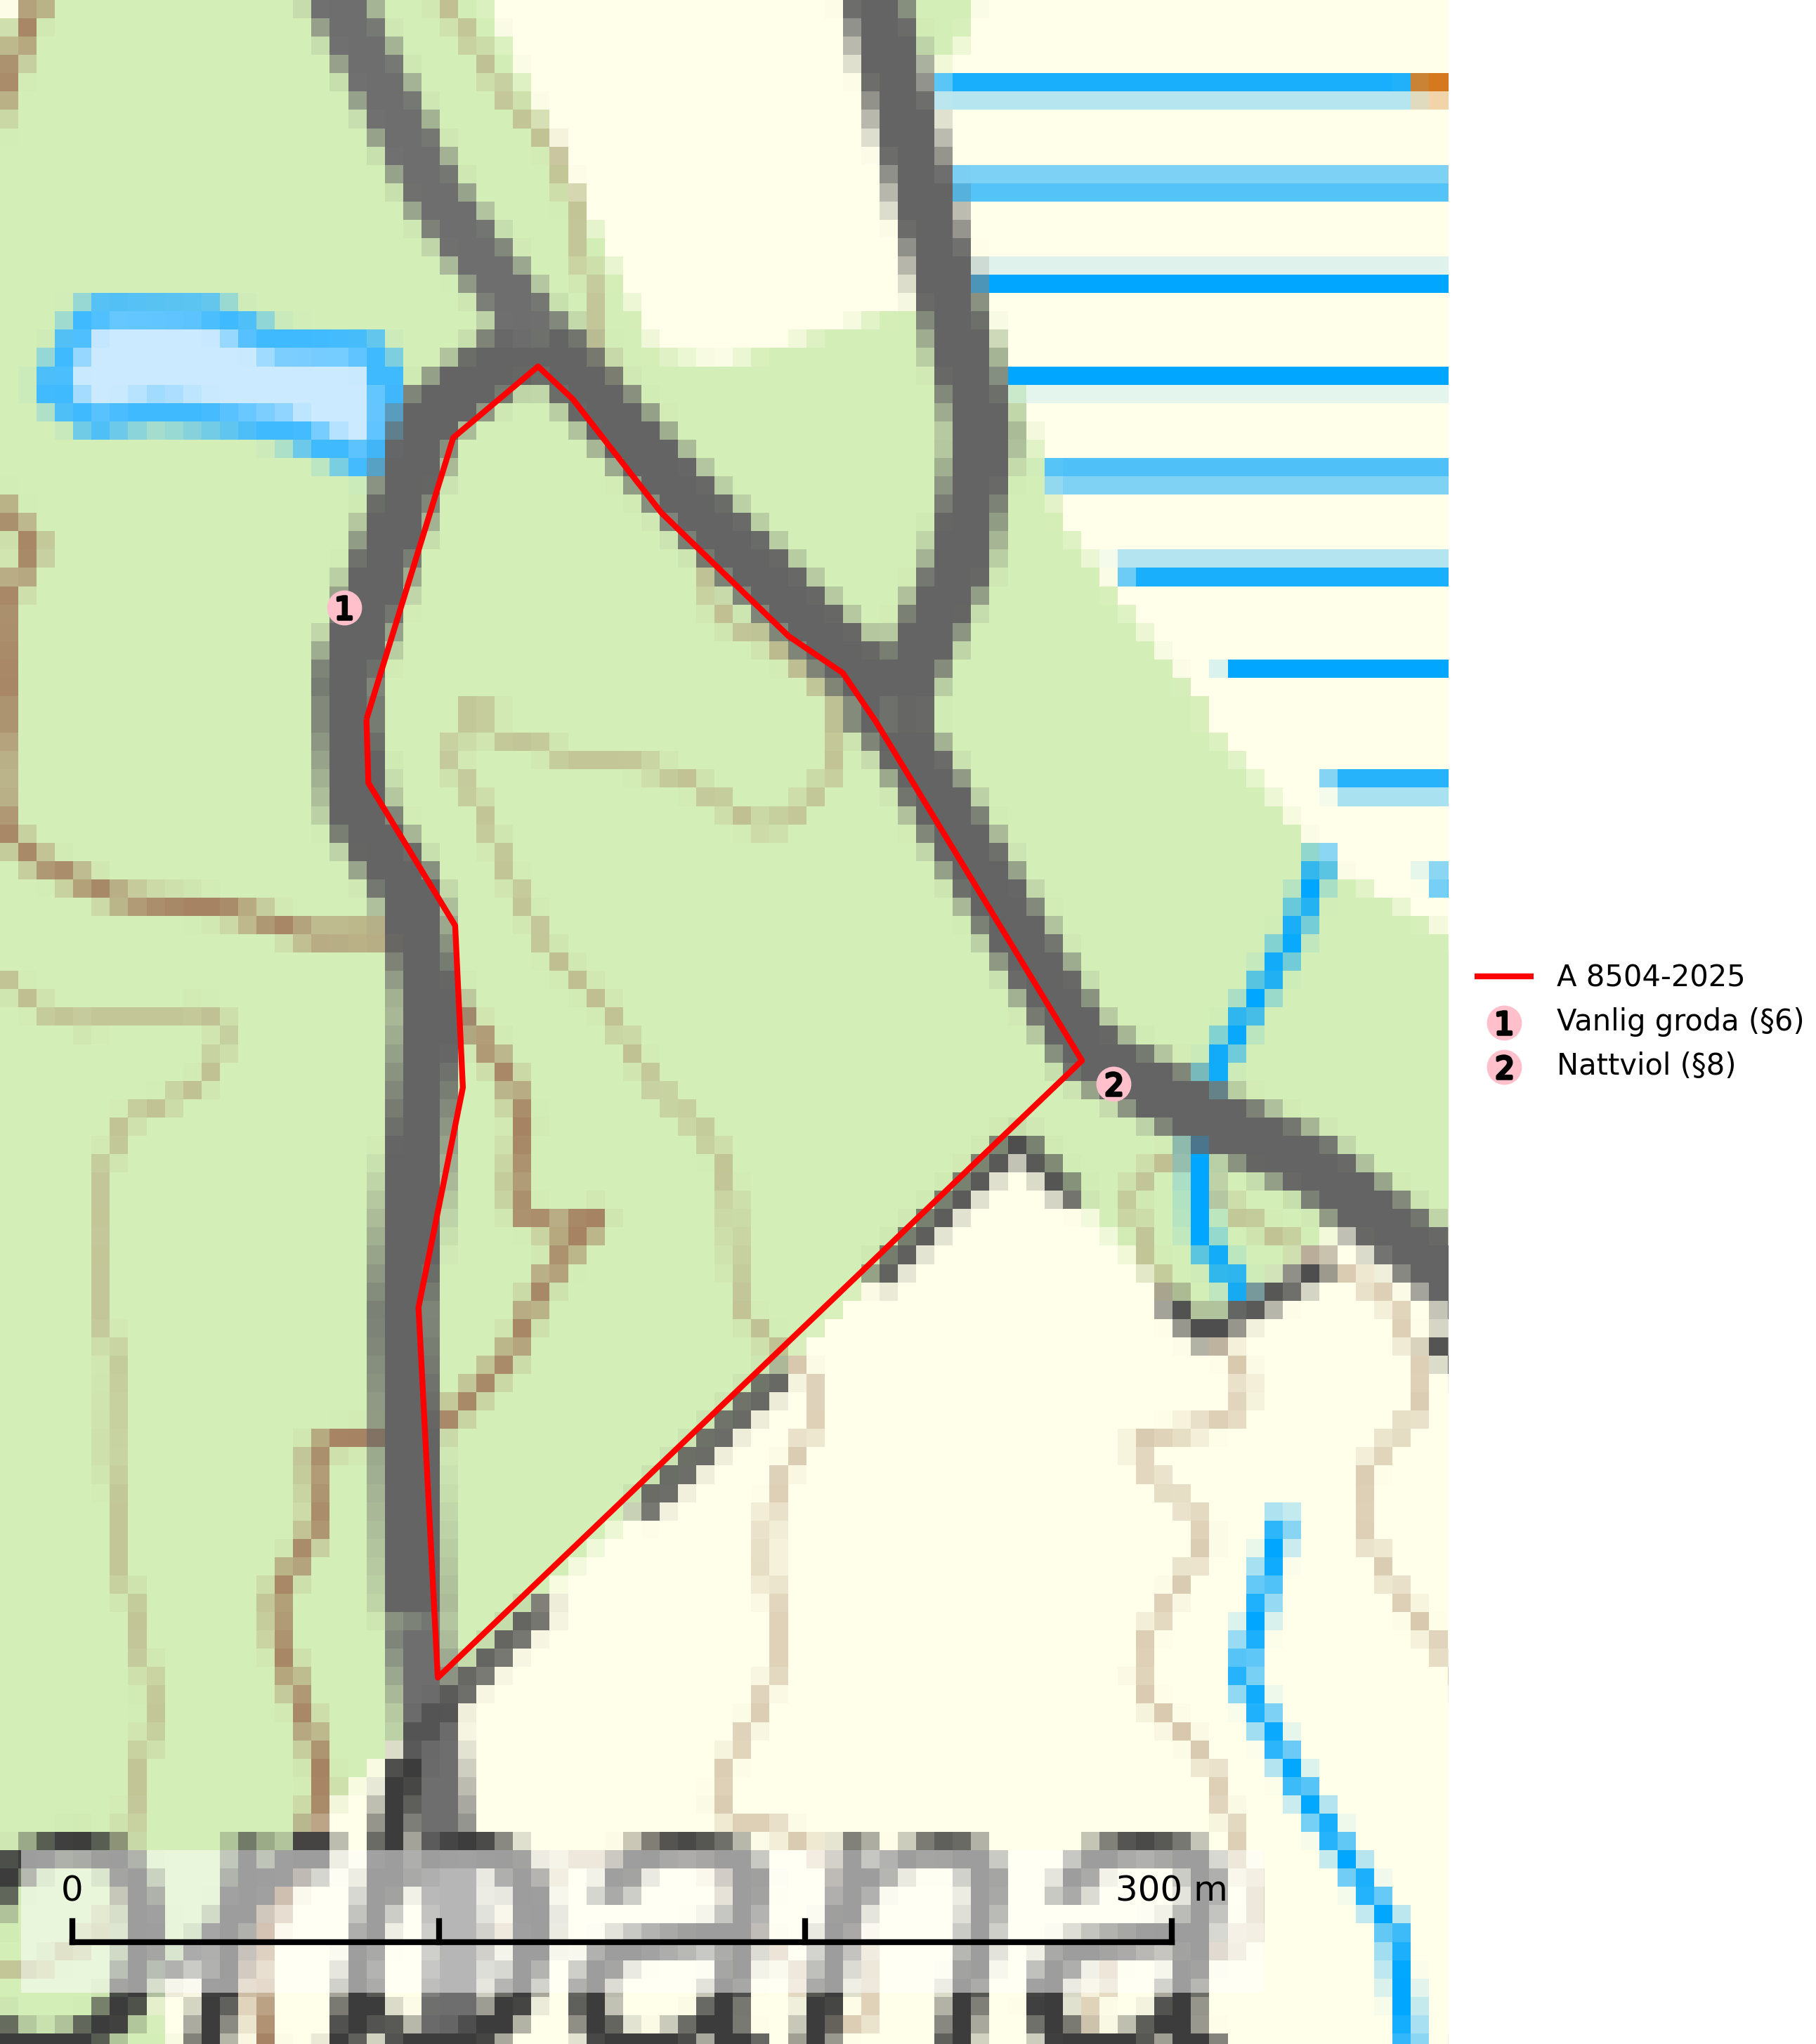 1
2
A 8504-2025
1 Vanlig groda (§6)
2 Nattviol (§8)
0 300 m